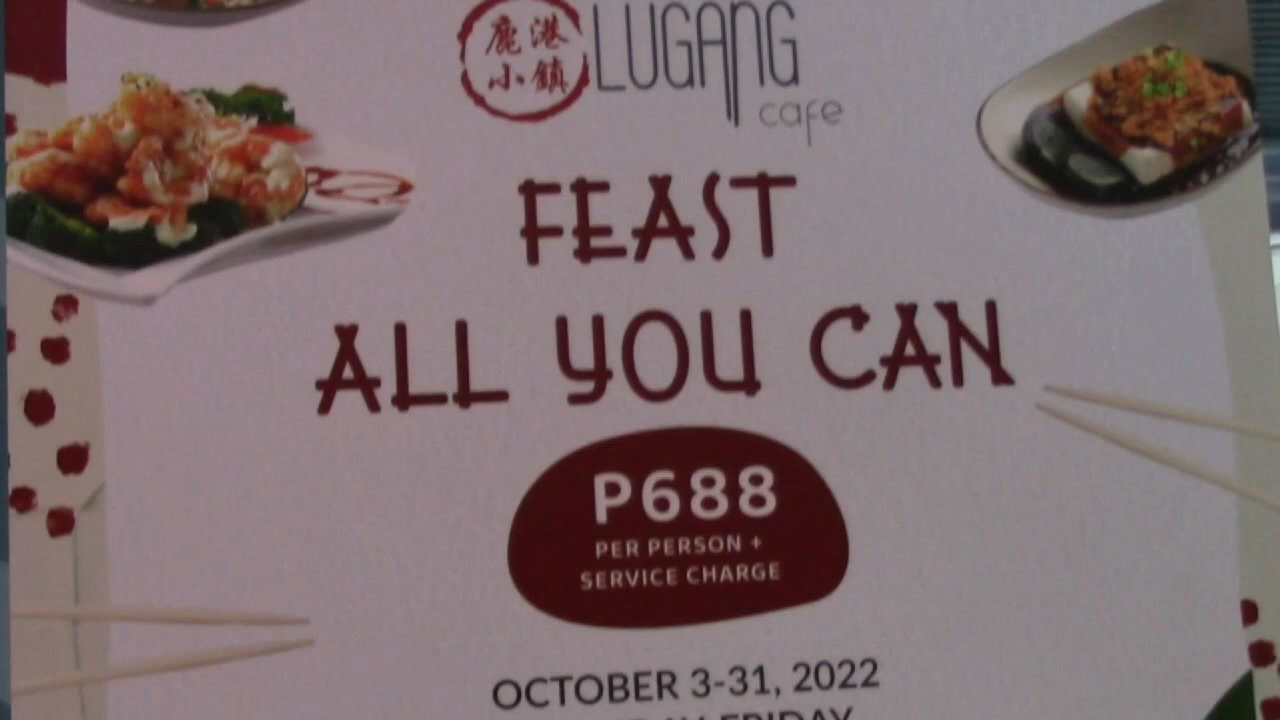 鹿港
小鎮
LUGANG
cafe
FEAST
ALL YOU CAN
P688
PER PERSON +
SERVICE CHARGE
OCTOBER 3-31, 2022
FRIDAY